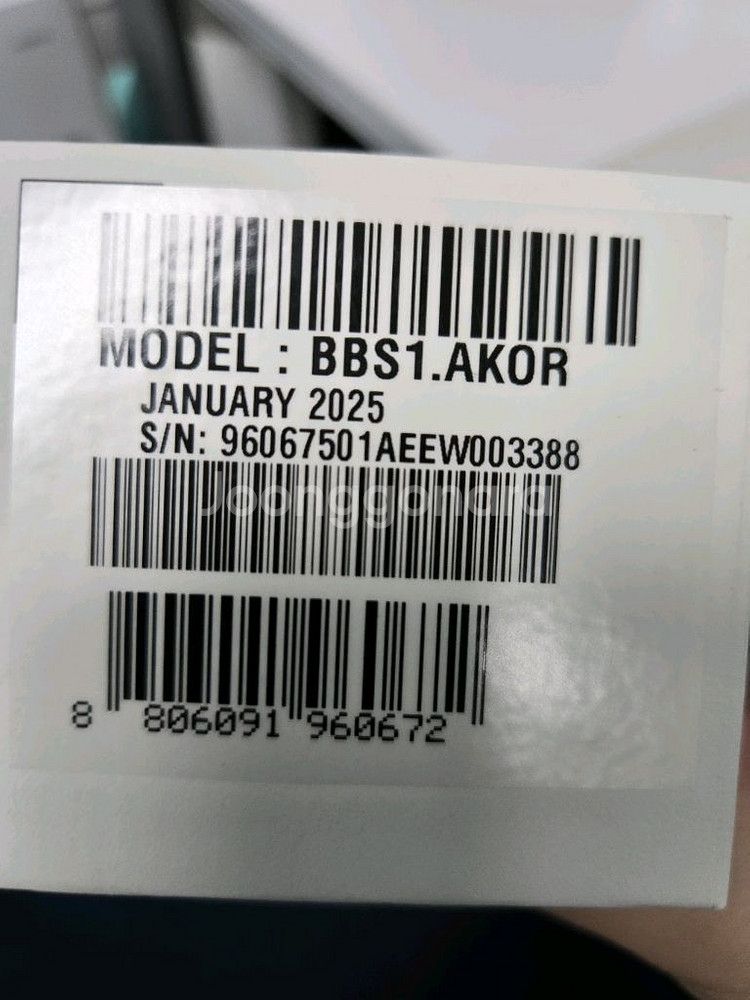 MODEL : BBS1.AKOR
JANUARY 2025
S/N: 96067501AEEW003388
Joonggonara
8 806091 960672